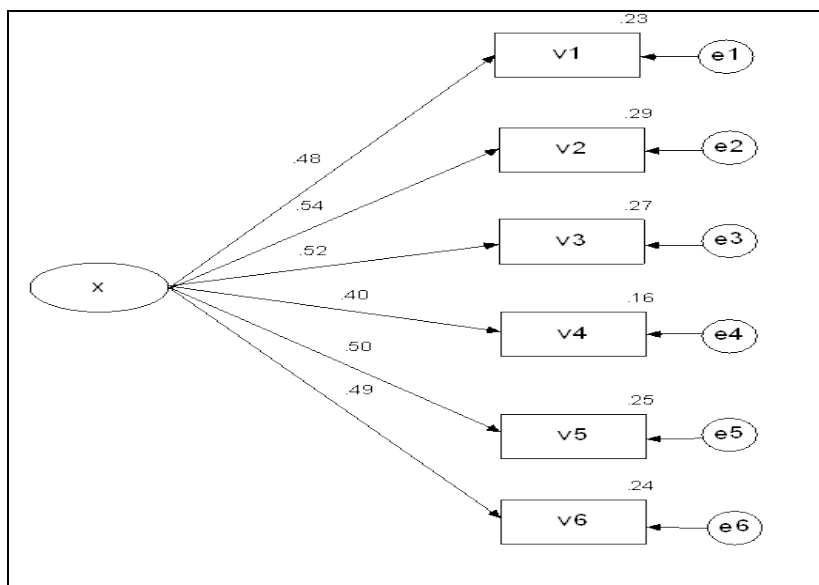 .23
v1
e1
.29
.48
v2
e2
.54
.27
.52
v3
e3
x
.40
.16
v4
e4
.50
.49
.25
v5
e5
.24
v6
e6